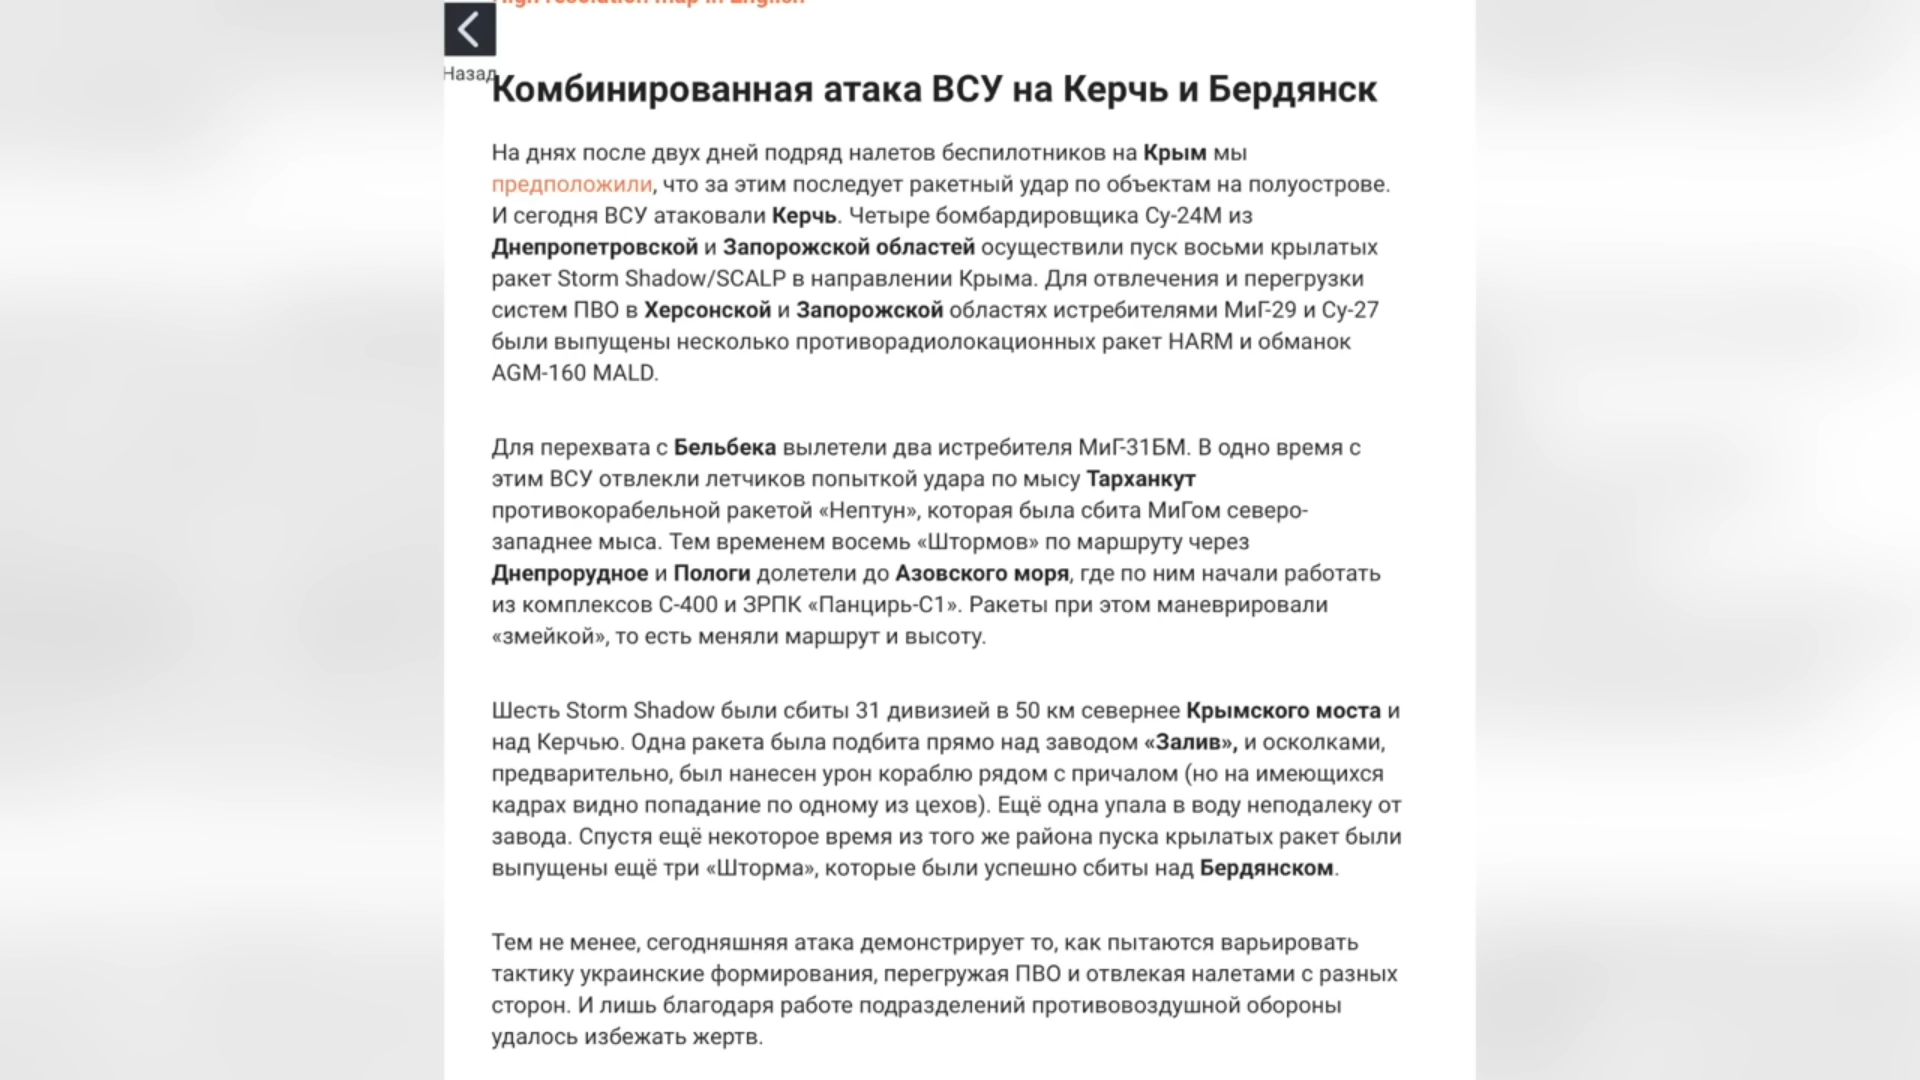 High resolution map in English
Назад
Комбинированная атака ВСУ на Керчь и Бердянск
На днях после двух дней подряд налетов беспилотников на Крым мы
предположили, что за этим последует ракетный удар по объектам на полуострове.
И сегодня ВСУ атаковали Керчь. Четыре бомбардировщика Су-24М из
Днепропетровской и Запорожской областей осуществили пуск восьми крылатых
ракет Storm Shadow/SCALP в направлении Крыма. Для отвлечения и перегрузки
систем ПВО в Херсонской и Запорожской областях истребителями МиГ-29 и Су-27
были выпущены несколько противорадиолокационных ракет HARM и обманок
AGM-160 MALD.
Для перехвата с Бельбека вылетели два истребителя МиГ-31БМ. В одно время с
этим ВСУ отвлекли летчиков попыткой удара по мысу Тарханкут
противокорабельной ракетой «Нептун», которая была сбита МиГом северо-
западнее мыса. Тем временем восемь «Штормов» по маршруту через
Днепрорудное и Пологи долетели до Азовского моря, где по ним начали работать
из комплексов С-400 и ЗРПК «Панцирь-С1». Ракеты при этом маневрировали
«змейкой», то есть меняли маршрут и высоту.
Шесть Storm Shadow были сбиты 31 дивизией в 50 км севернее Крымского моста и
над Керчью. Одна ракета была подбита прямо над заводом «Залив», и осколками,
предварительно, был нанесен урон кораблю рядом с причалом (но на имеющихся
кадрах видно попадание по одному из цехов). Ещё одна упала в воду неподалеку от
завода. Спустя ещё некоторое время из того же района пуска крылатых ракет были
выпущены ещё три «Шторма», которые были успешно сбиты над Бердянском.
Тем не менее, сегодняшняя атака демонстрирует то, как пытаются варьировать
тактику украинские формирования, перегружая ПВО и отвлекая налетами с разных
сторон. И лишь благодаря работе подразделений противовоздушной обороны
удалось избежать жертв.